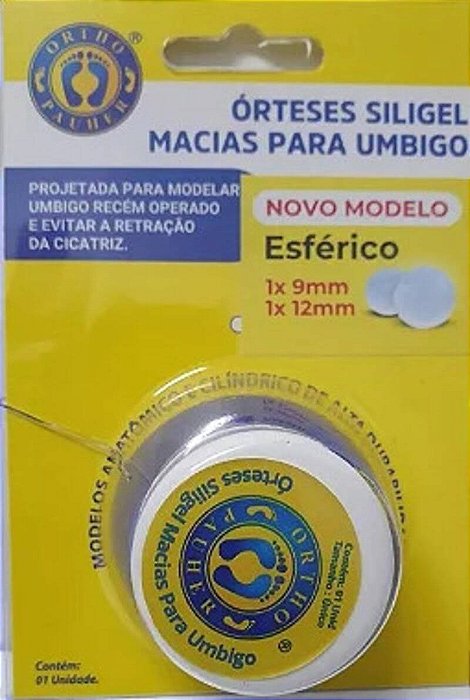 ORTHO
PAUHER
®
ÓRTESES SILIGEL
MACIAS PARA UMBIGO
PROJETADA PARA MODELAR
UMBIGO RECÉM OPERADO
E EVITAR A RETRAÇÃO
DA CICATRIZ.
NOVO MODELO
Esférico
1x 9mm
1x 12mm
MODELOS ANATÔMICO E CILÍNDRICO DE ALTA
Órteses Siligel Macias Para Umbigo
ORTHO
PAUHER
®
Contém: 01 Unid
Tamanho: Único
Contém:
01 Unidade.